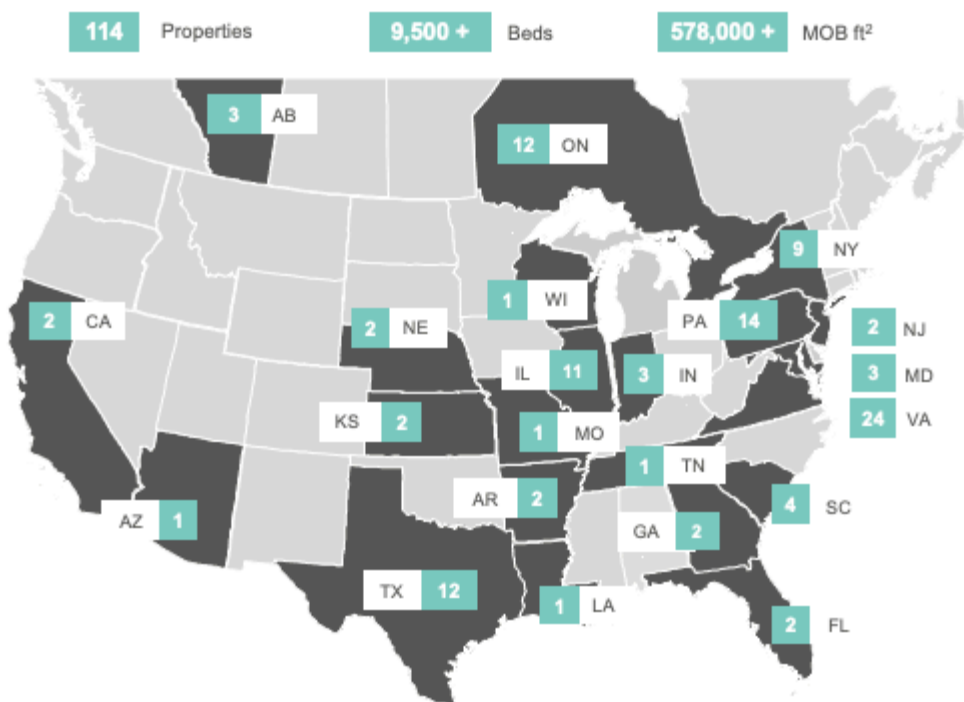 114 Properties 9,500 + Beds 578,000 + MOB ft²
3 AB
12 ON
9 NY
2 CA
1 WI
2 NE
PA 14
2 NJ
IL 11
3 IN
3 MD
KS 2
1 MO
24 VA
1 TN
AR 2
4 SC
AZ 1
GA 2
TX 12
1 LA
2 FL